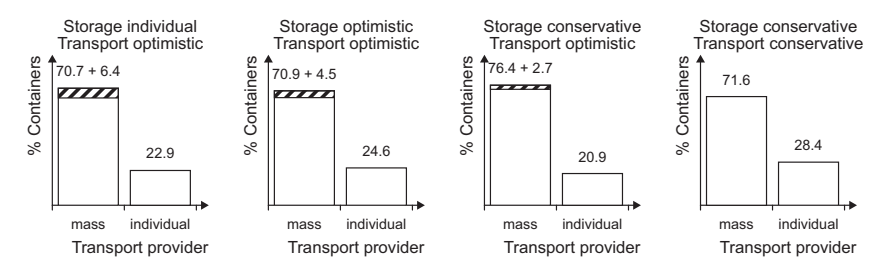 Storage individual
Transport optimistic
% Containers
70.7 + 6.4
22.9
mass individual
Transport provider
Storage optimistic
Transport optimistic
% Containers
70.9 + 4.5
24.6
mass individual
Transport provider
Storage conservative
Transport optimistic
% Containers
76.4 + 2.7
20.9
mass individual
Transport provider
Storage conservative
Transport conservative
% Containers
71.6
28.4
mass individual
Transport provider